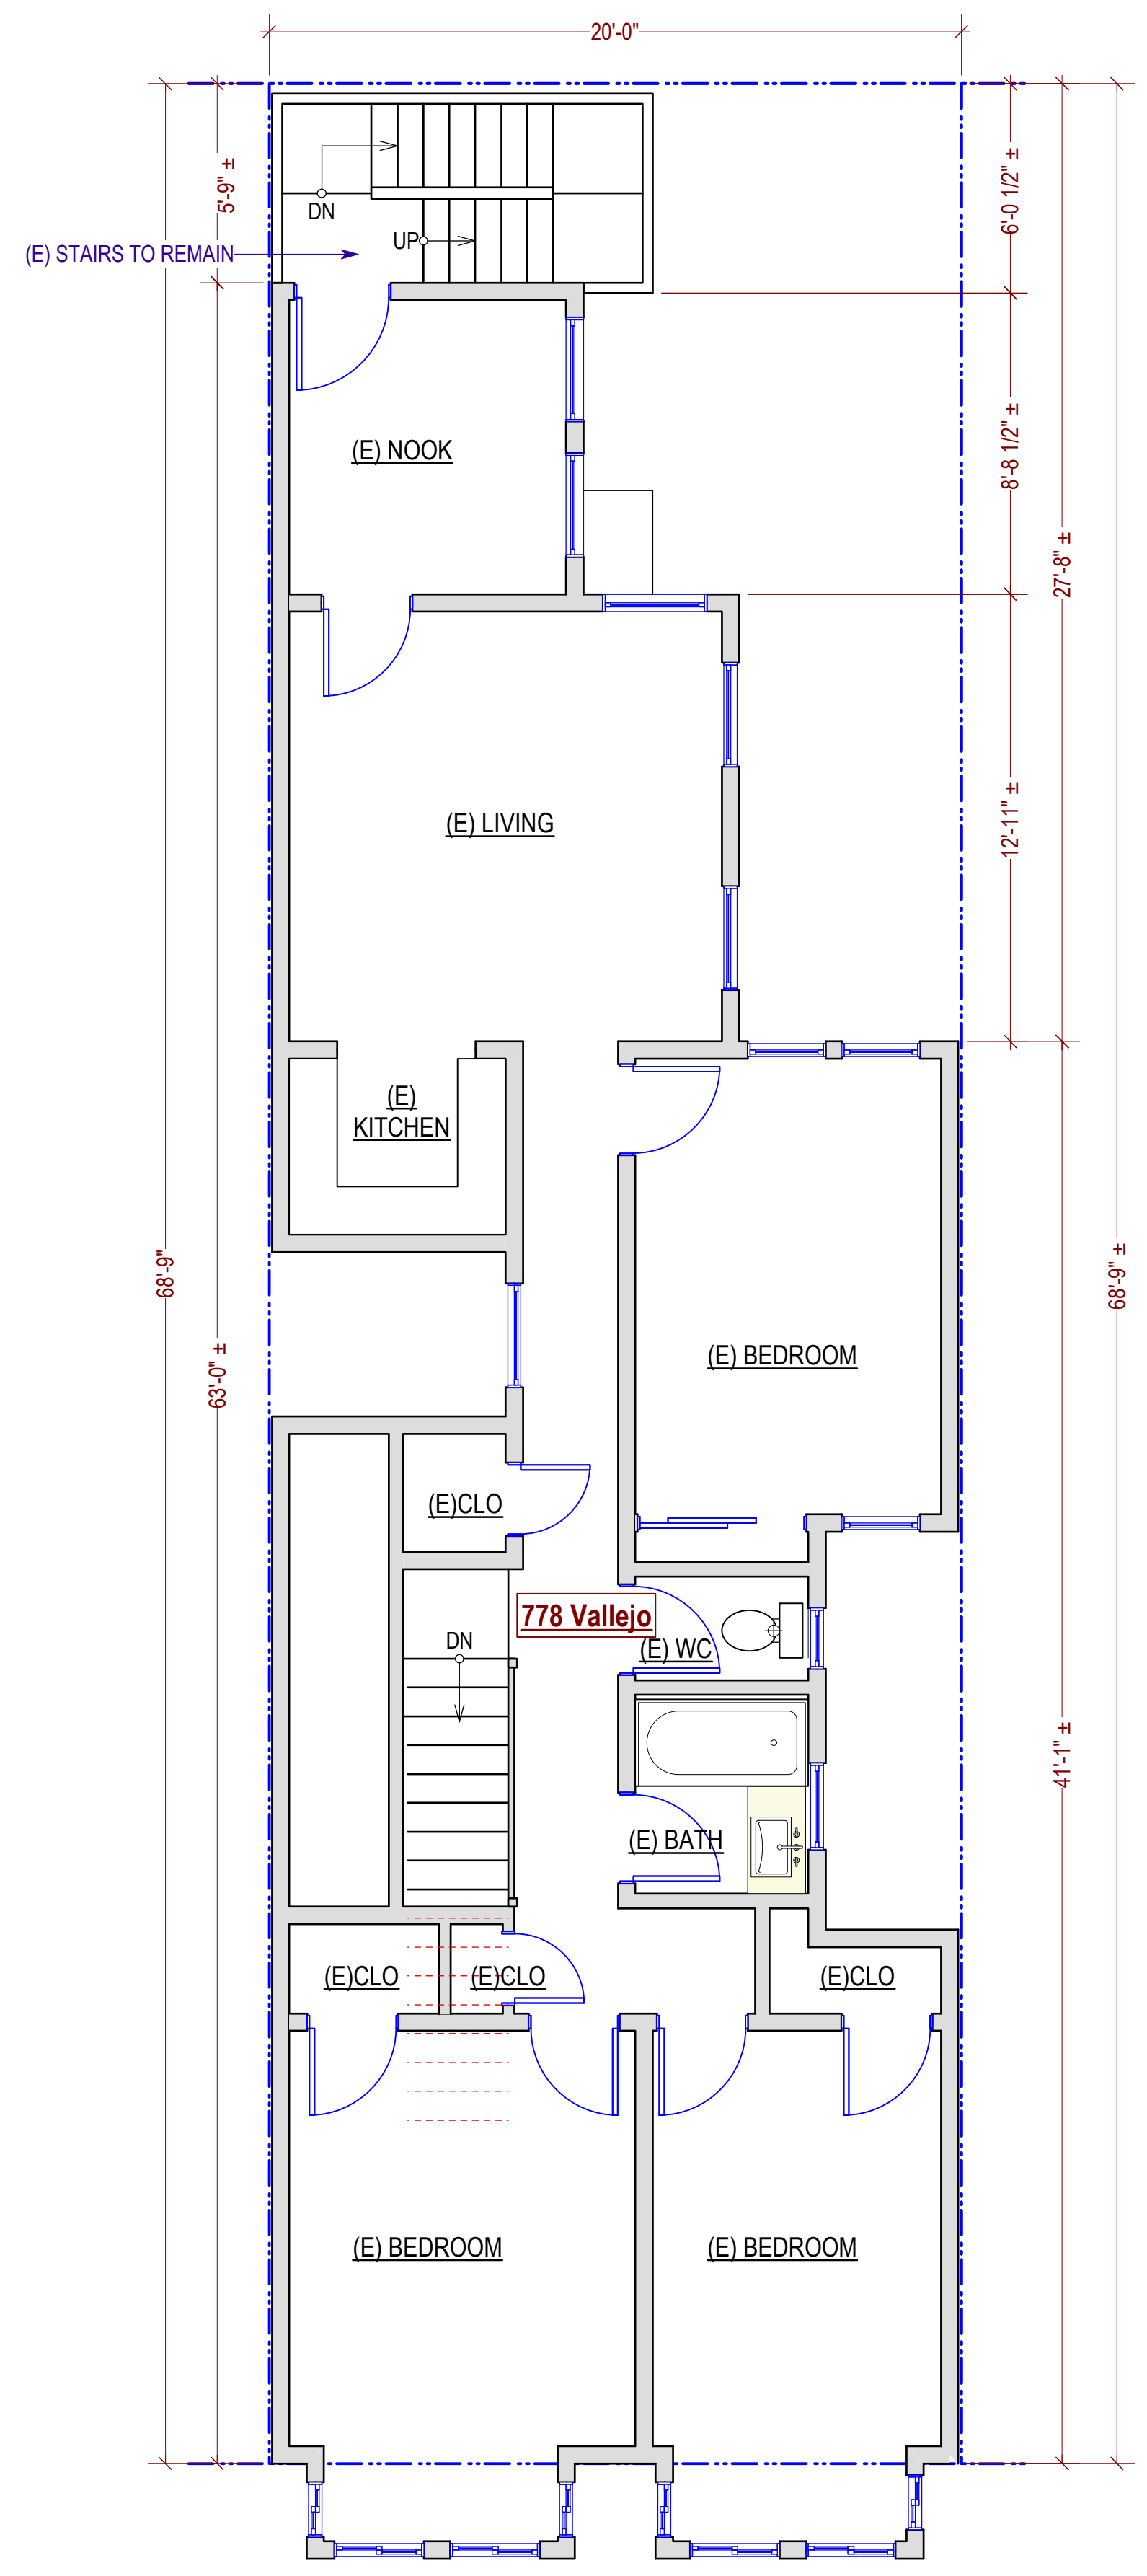 20'-0"
5'-9" ±
6'-0 1/2" ±
DN
UP
(E) STAIRS TO REMAIN
(E) NOOK
8'-8 1/2" ±
27'-8" ±
(E) LIVING
12'-11" ±
(E)
KITCHEN
68'-9"
68'-9" ±
63'-0" ±
(E) BEDROOM
(E)CLO
778 Vallejo
DN
(E) WC
41'-1" ±
(E) BATH
(E)CLO
(E)CLO
(E)CLO
(E) BEDROOM
(E) BEDROOM